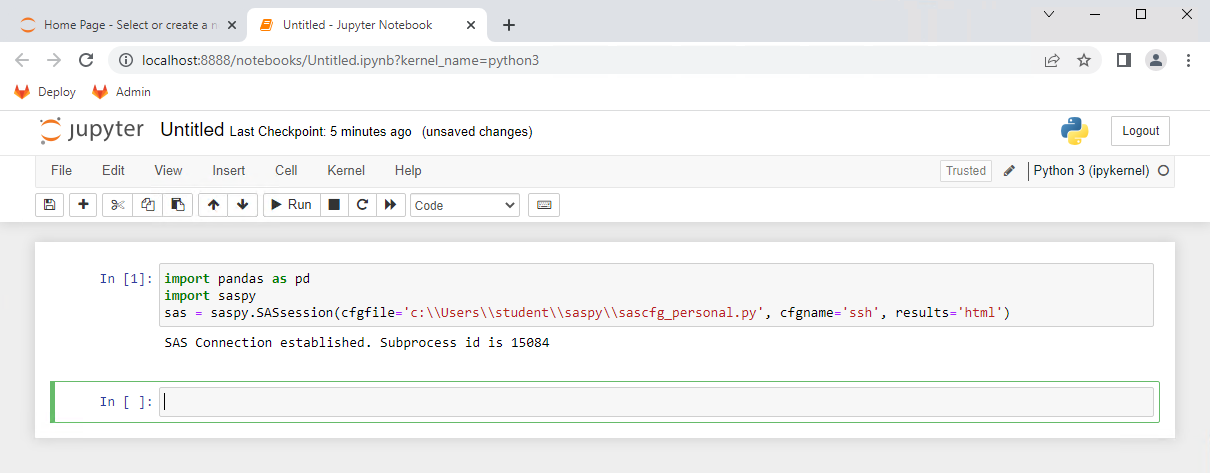 Home Page - Select or create a n
Untitled - Jupyter Notebook
localhost:8888/notebooks/Untitled.ipynb?kernel_name=python3
Deploy Admin
jupyter Untitled Last Checkpoint: 5 minutes ago (unsaved changes) Logout
File Edit View Insert Cell Kernel Help Trusted Python 3 (ipykernel)
Run Code
In [1]: import pandas as pd
import saspy
sas = saspy.SASsession(cfgfile='c:\\Users\\student\\saspy\\sascfg_personal.py', cfgname='ssh', results='html')
SAS Connection established. Subprocess id is 15084
In [ ]: